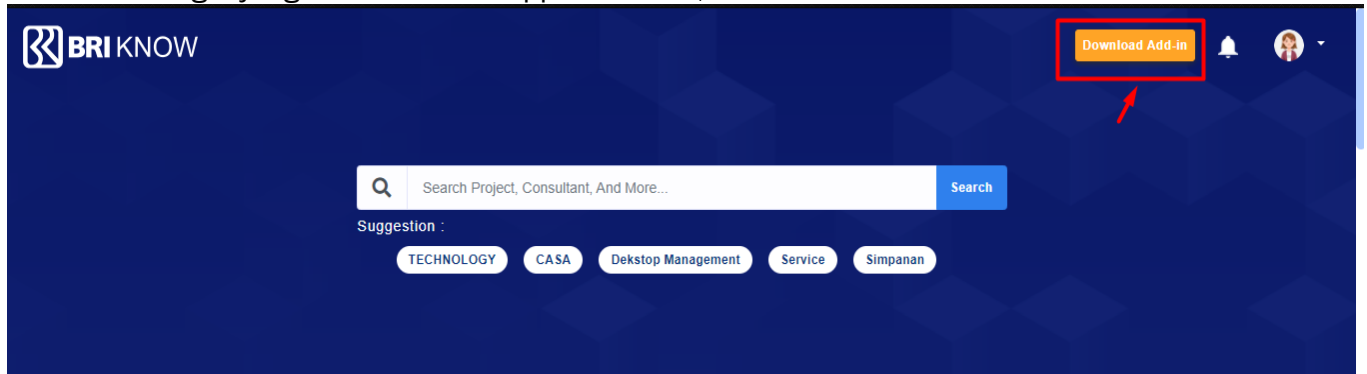 BRI KNOW
Download Add-in
Search Project, Consultant, And More...
Search
Suggestion :
TECHNOLOGY CASA Dekstop Management Service Simpanan